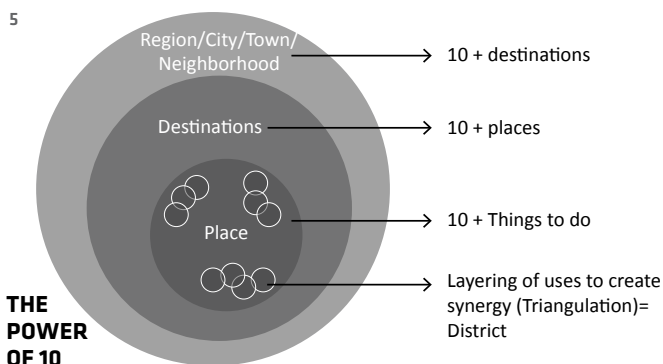 5
Region/City/Town/
Neighborhood
10 + destinations
Destinations
10 + places
Place
10 + Things to do
Layering of uses to create
synergy (Triangulation)=
District
THE
POWER
OF 10